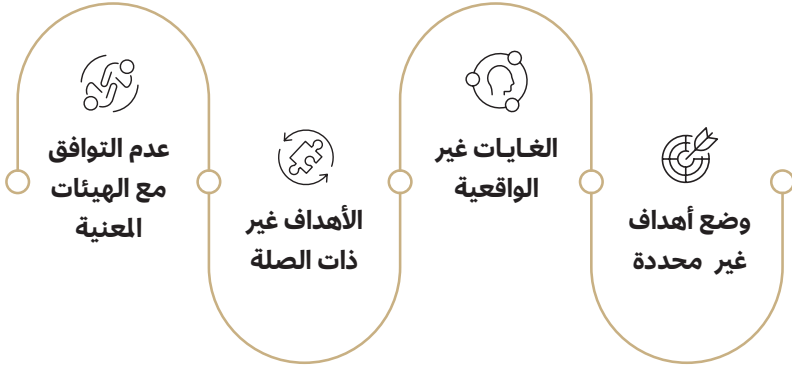 وضع أهداف
غير محددة
الغايات غير
الواقعية
الأهداف غير
ذات الصلة
عدم التوافق
مع الهيئات
المعنية